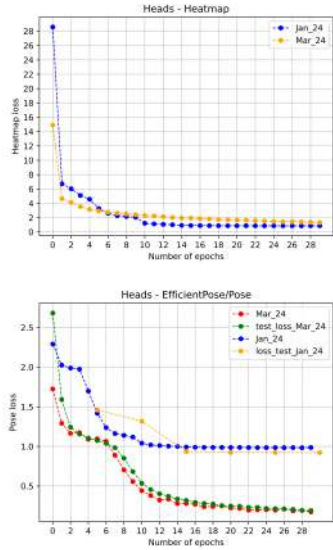 Heads - Heatmap
Jan_24
Mar_24
Heatmap loss
28
26
24
22
20
18
16
14
12
10
8
6
4
2
0
0 2 4 6 8 10 12 14 16 18 20 22 24 26 28
Number of epochs
Heads - EfficientPose/Pose
Mar_24
test_loss_Mar_24
Jan_24
loss_test_Jan_24
Pose loss
2.5
2.0
1.5
1.0
0.5
0 2 4 6 8 10 12 14 16 18 20 22 24 26 28
Number of epochs